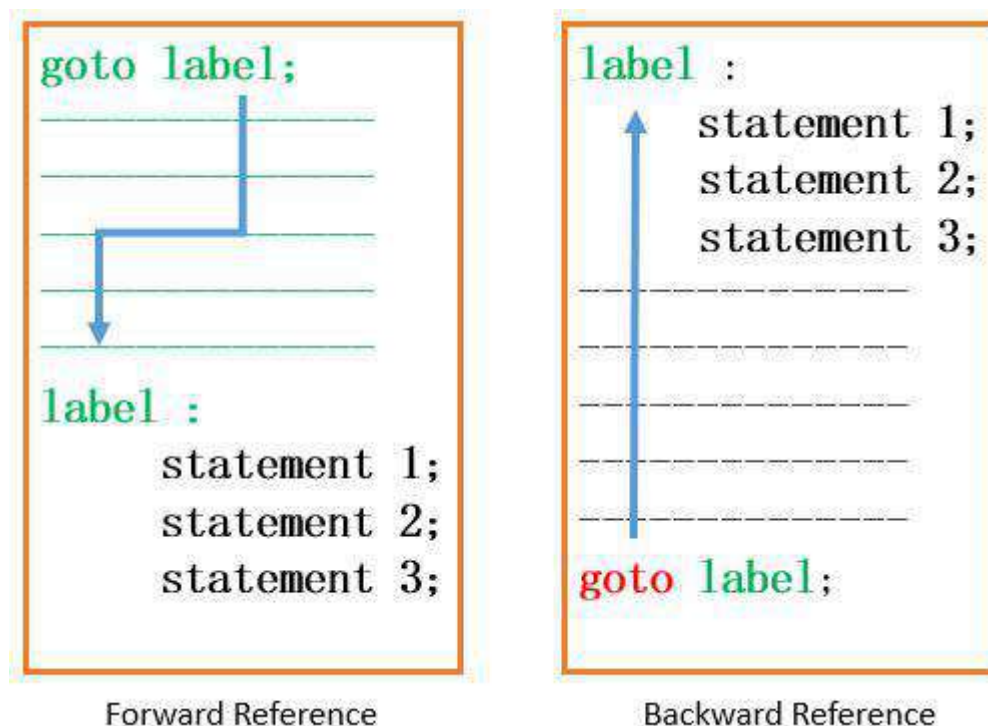 goto label;
label :
statement 1;
statement 2;
statement 3;
Forward Reference
label :
statement 1;
statement 2;
statement 3;
goto label;
Backward Reference